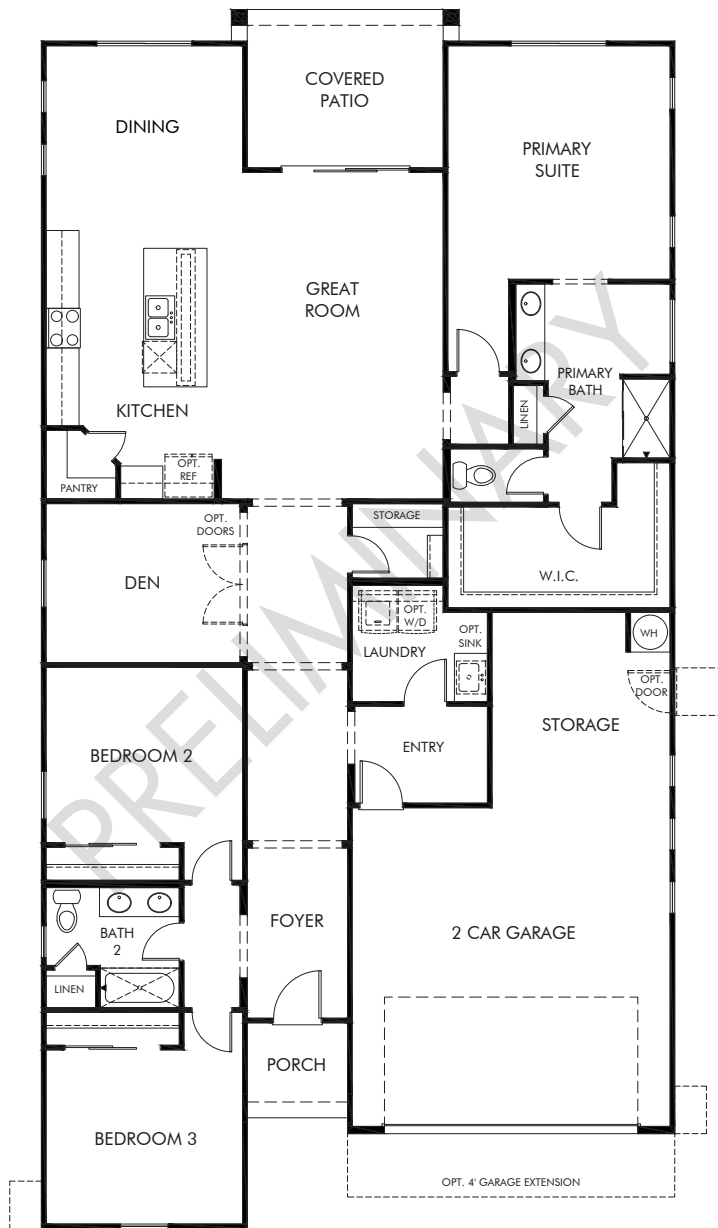 COVERED
PATIO
DINING
PRIMARY
SUITE
GREAT
ROOM
PRIMARY
BATH
LINEN
KITCHEN
OPT.
REF
PANTRY
STORAGE
OPT.
DOORS
DEN
W.I.C.
OPT.
W/D
OPT.
SINK
LAUNDRY
WH
OPT.
DOOR
STORAGE
ENTRY
BEDROOM 2
PRELIMINARY
FOYER
BATH
2
LINEN
2 CAR GARAGE
PORCH
BEDROOM 3
OPT. 4' GARAGE EXTENSION